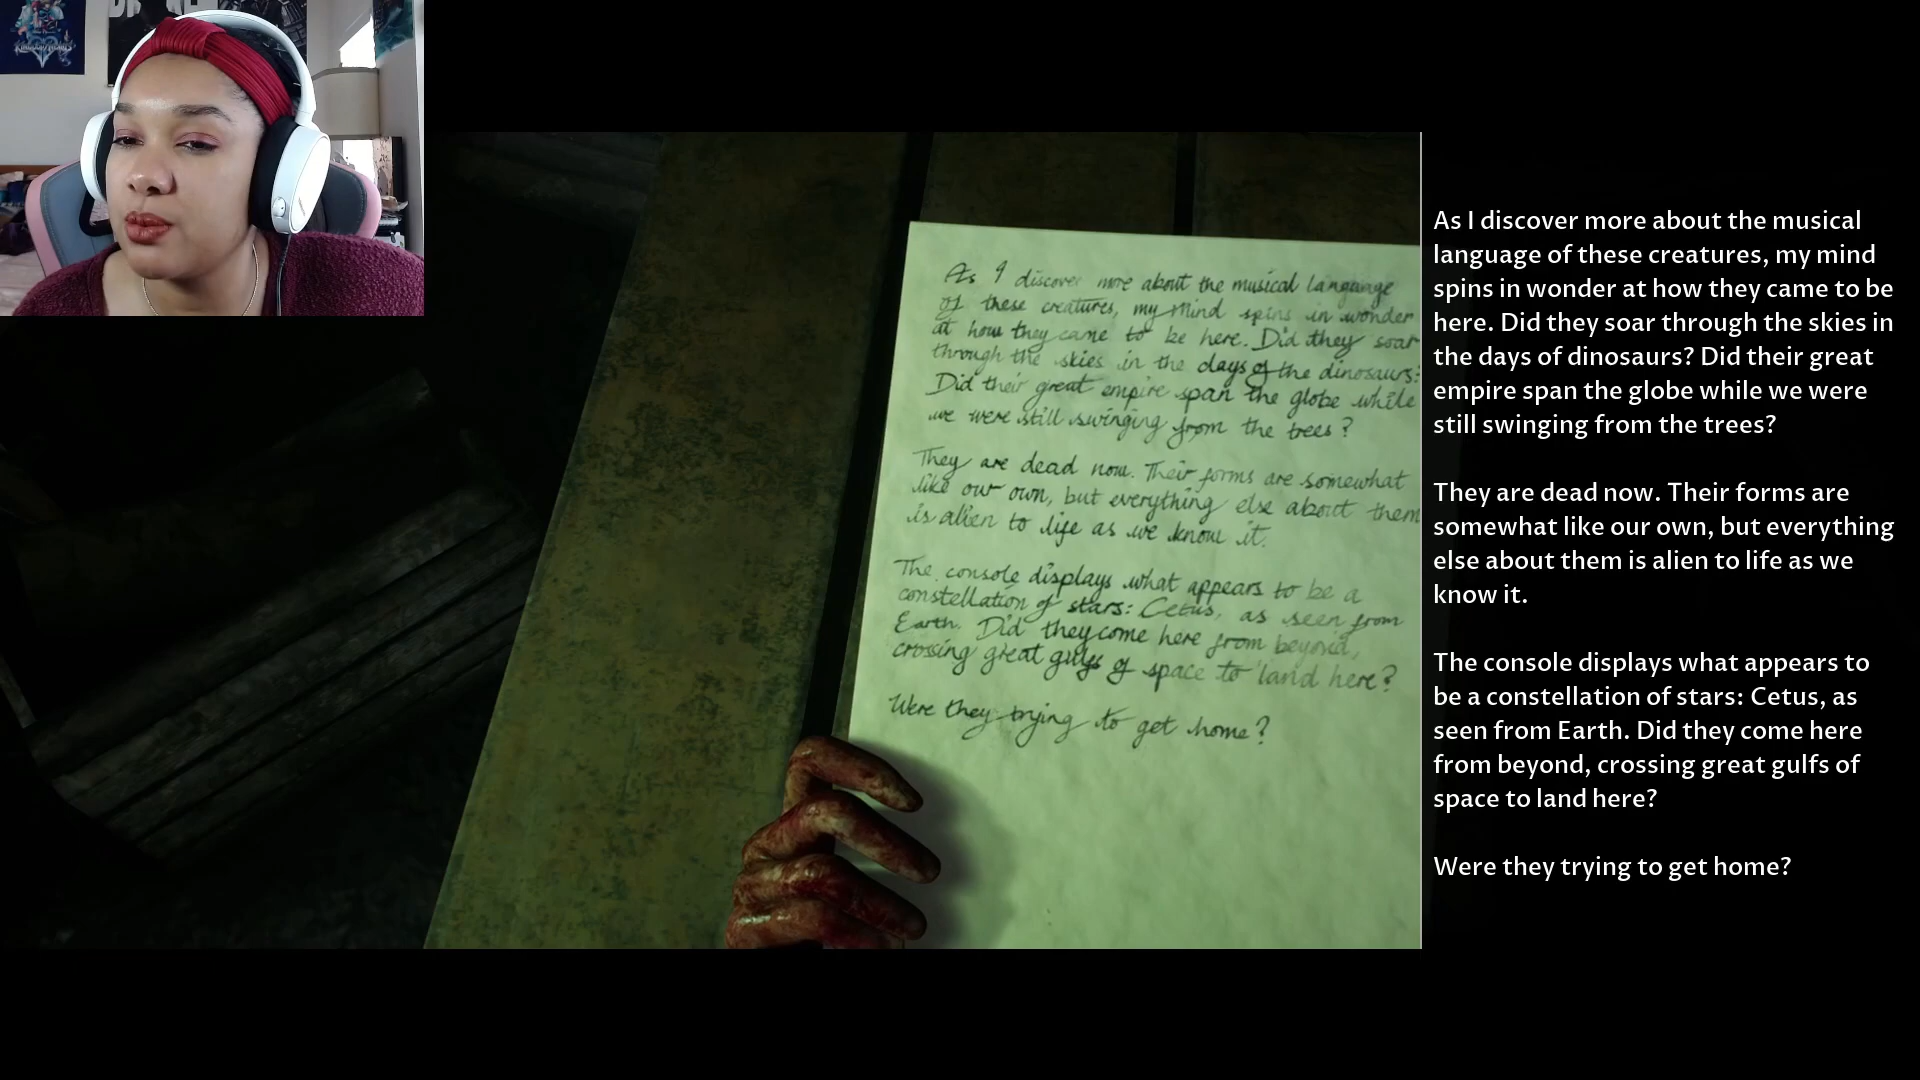 KINGDOM HEARTS
As I discover more about the musical language
of these creatures, my mind spins in wonder
at how they came to be here. Did they soar
through the skies in the days of the dinosaurs?
Did their great empire span the globe while
we were still swinging from the trees?
They are dead now. Their forms are somewhat
like our own, but everything else about them
is alien to life as we know it.
The console displays what appears to be a
constellation of stars: Cetus, as seen from
Earth. Did they come here from beyond,
crossing great gulfs of space to land here?
Were they trying to get home?
As I discover more about the musical
language of these creatures, my mind
spins in wonder at how they came to be
here. Did they soar through the skies in
the days of dinosaurs? Did their great
empire span the globe while we were
still swinging from the trees?
They are dead now. Their forms are
somewhat like our own, but everything
else about them is alien to life as we
know it.
The console displays what appears to
be a constellation of stars: Cetus, as
seen from Earth. Did they come here
from beyond, crossing great gulfs of
space to land here?
Were they trying to get home?